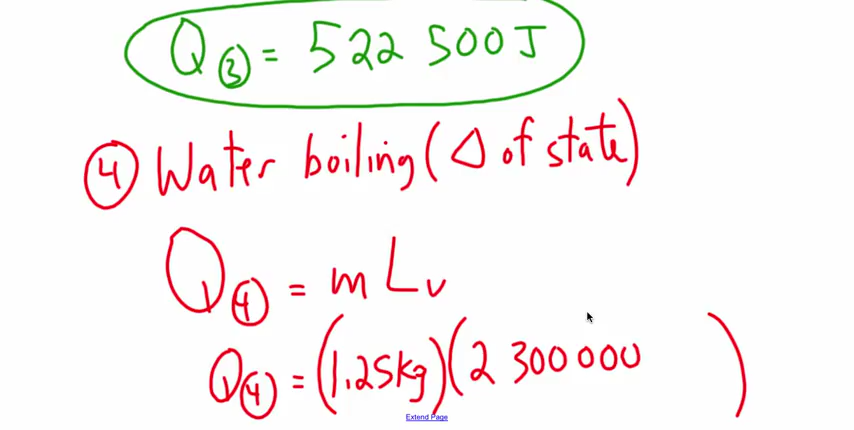 Q③ = 522 500 J
④ Water boiling (Δ of state)
Q④ = m Lv
Q④ = (1.25kg)(2 300 000 )
Extend Page